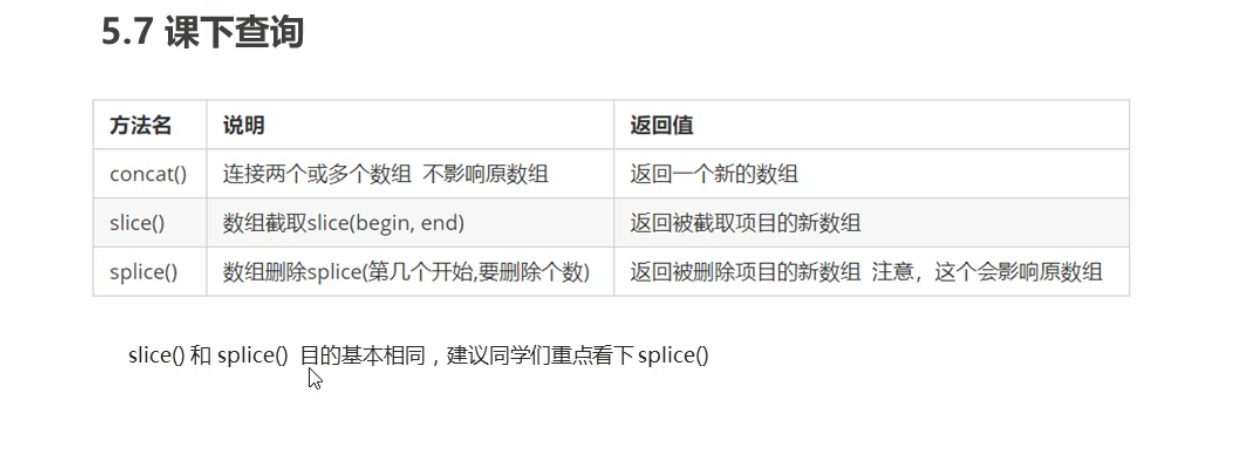 5.7 课下查询
方法名 说明 返回值
concat() 连接两个或多个数组 不影响原数组 返回一个新的数组
slice() 数组截取slice(begin, end) 返回被截取项目的新数组
splice() 数组删除splice(第几个开始,要删除个数) 返回被删除项目的新数组 注意，这个会影响原数组
slice() 和 splice() 目的基本相同，建议同学们重点看下 splice()